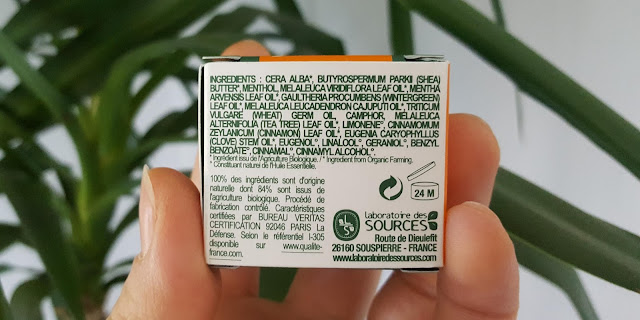 INGREDIENTS : CERA ALBA*, BUTYROSPERMUM PARKII (SHEA)
BUTTER*, MENTHOL, MELALEUCA VIRIDIFLORA LEAF OIL*, MENTHA
ARVENSIS LEAF OIL*, GAULTHERIA PROCUMBENS (WINTERGREEN)
LEAF OIL*, MELALEUCA LEUCADENDRON CAJUPUTI OIL*, TRITICUM
VULGARE (WHEAT) GERM OIL, CAMPHOR, MELALEUCA
ALTERNIFOLIA (TEA TREE) LEAF OIL*, LIMONENE°, CINNAMOMUM
ZEYLANICUM (CINNAMON) LEAF OIL*, EUGENIA CARYOPHYLLUS
(CLOVE) STEM OIL*, EUGENOL°, LINALOOL°, GERANIOL°, BENZYL
BENZOATE°, CINNAMAL°, CINNAMYL ALCOHOL°.
* Ingrédient issu de l'Agriculture Biologique. / * Ingredient from Organic Farming.
° Constituant naturel de l'Huile Essentielle.
100% des ingrédients sont d'origine
naturelle dont 84% sont issus de
l'agriculture biologique. Procédé de
fabrication contrôlé. Caractéristiques
certifiées par BUREAU VERITAS
CERTIFICATION 92046 PARIS La
Défense. Selon le référentiel I-305
disponible sur www.qualite-
france.com.
24 M
laboratoire des
SOURCES
Route de Dieulefit
26160 SOUSPIERRE - FRANCE
www.laboratoiredessources.com